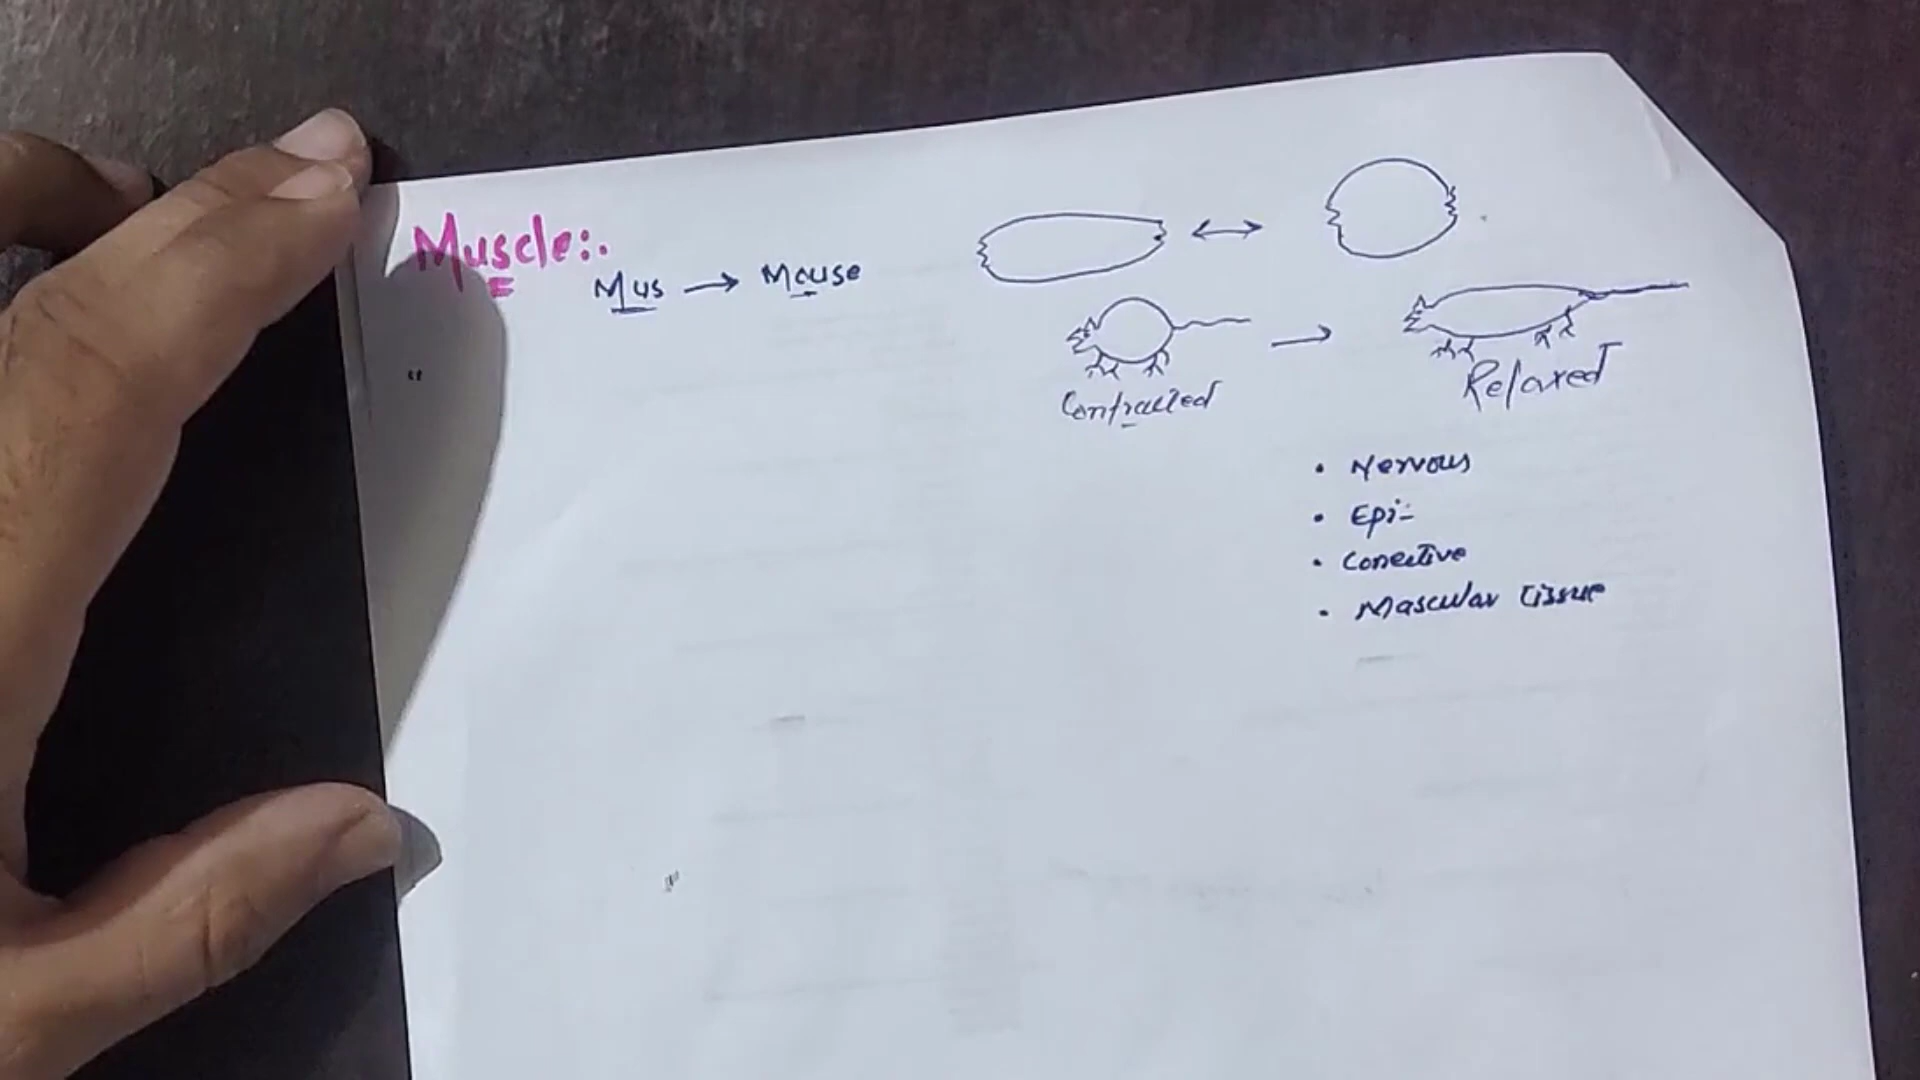 Muscle:.
Mus → Mouse
Contracted → Relaxed
• Nervous
• Epi-
• Conective
• Mascular tissue